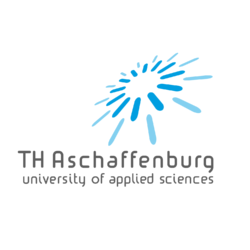 TH Aschaffenburg
university of applied sciences